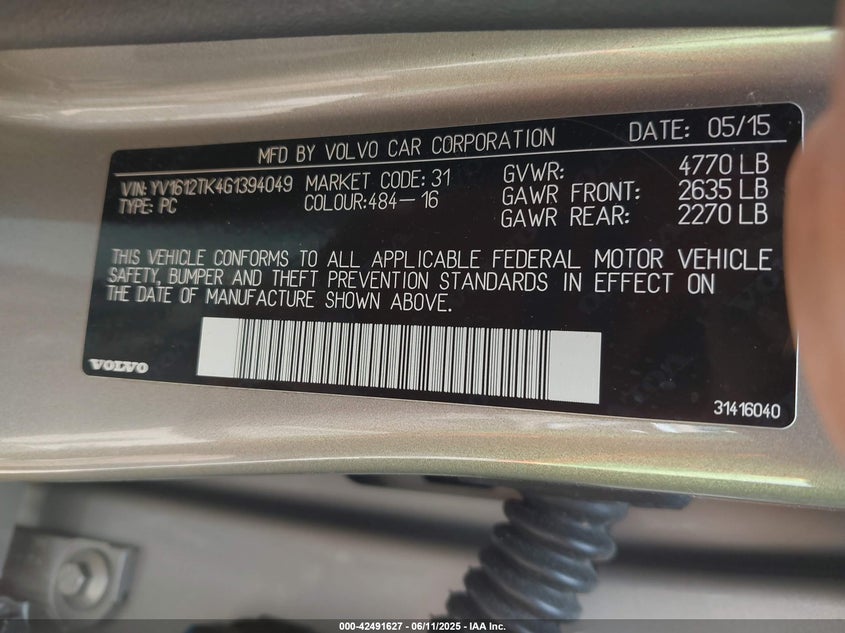 MFD BY VOLVO CAR CORPORATION DATE: 05/15
VIN: YV1612TK4G1394049 MARKET CODE: 31 GVWR: 4770 LB
TYPE: PC COLOUR:484-16 GAWR FRONT: 2635 LB
GAWR REAR: 2270 LB
THIS VEHICLE CONFORMS TO ALL APPLICABLE FEDERAL MOTOR VEHICLE
SAFETY, BUMPER AND THEFT PREVENTION STANDARDS IN EFFECT ON
THE DATE OF MANUFACTURE SHOWN ABOVE.
VOLVO
31416040
000-42491627 - 06/11/2025 - IAA Inc.